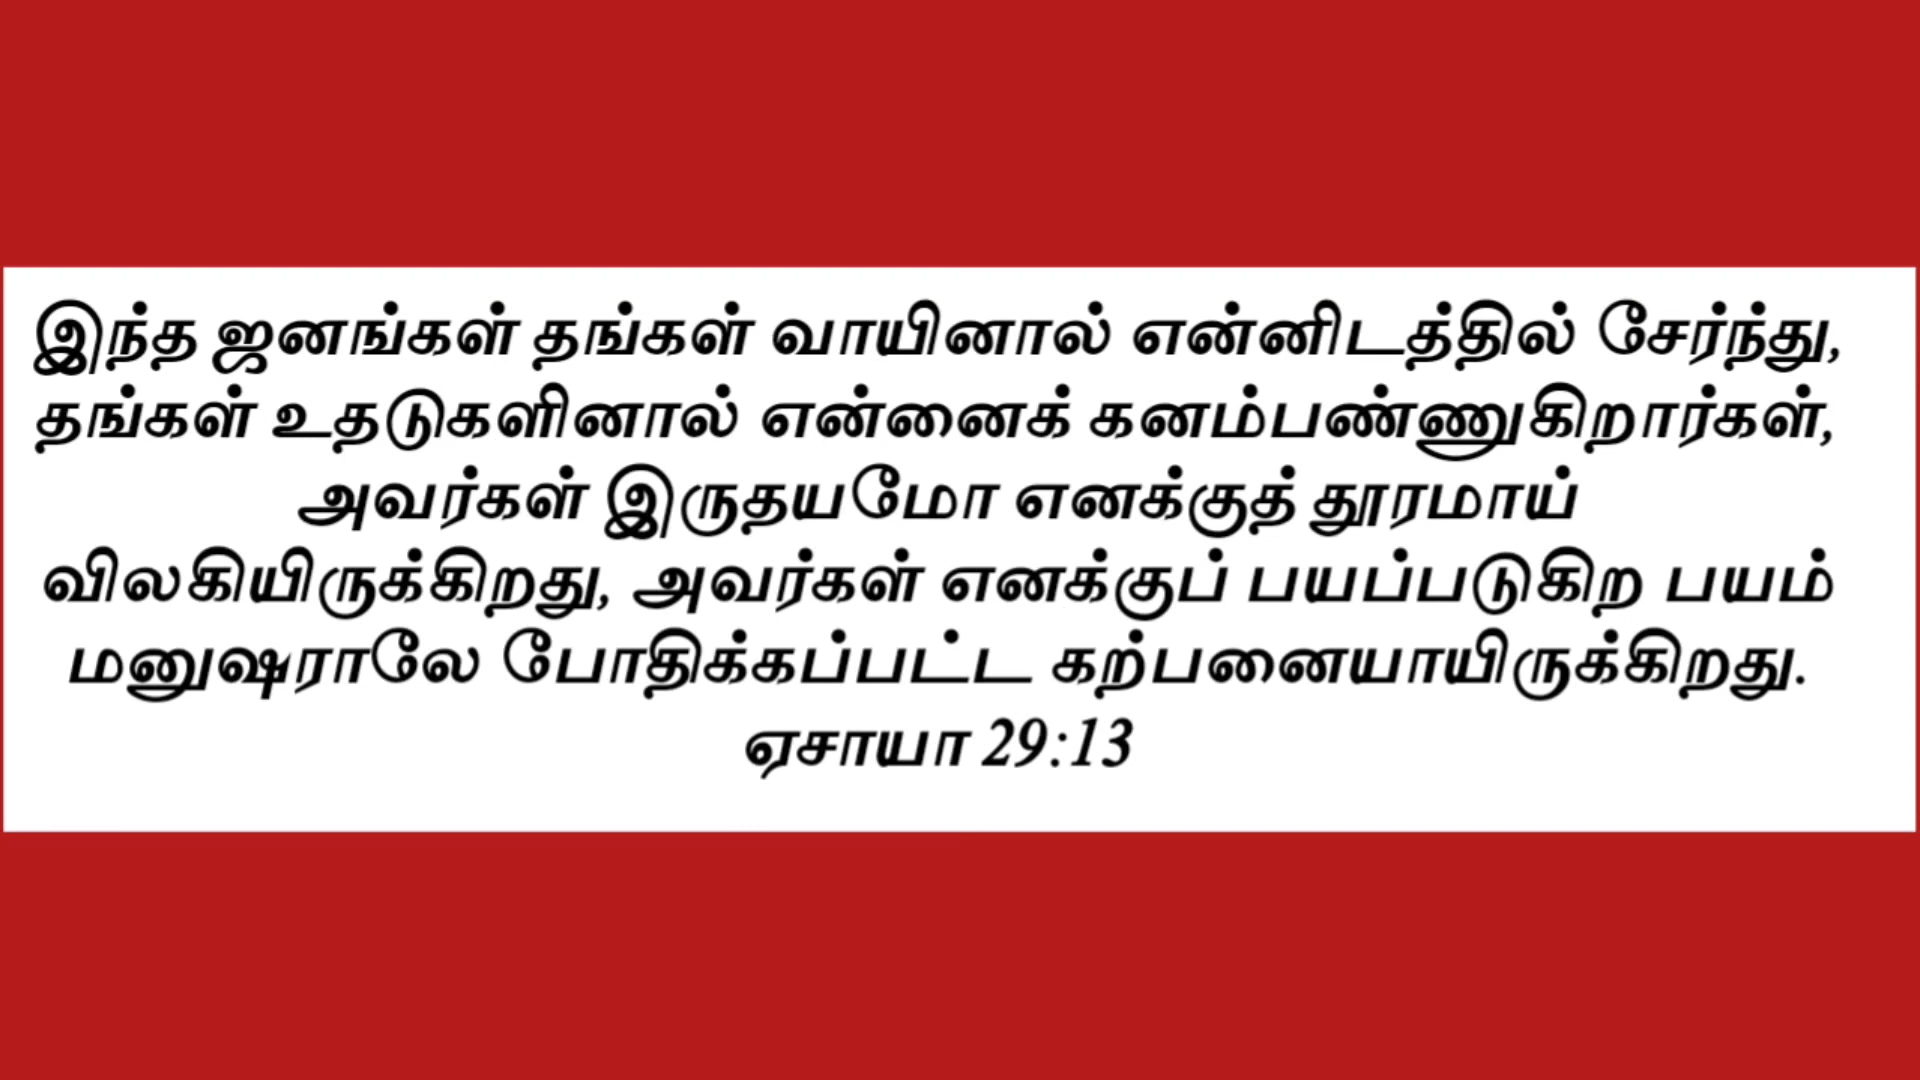 இந்த ஜனங்கள் தங்கள் வாயினால் என்னிடத்தில் சேர்ந்து,
தங்கள் உதடுகளினால் என்னைக் கனம்பண்ணுகிறார்கள்,
அவர்கள் இருதயமோ எனக்குத் தூரமாய்
விலகியிருக்கிறது, அவர்கள் எனக்குப் பயப்படுகிற பயம்
மனுஷராலே போதிக்கப்பட்ட கற்பனையாயிருக்கிறது.
ஏசாயா 29:13